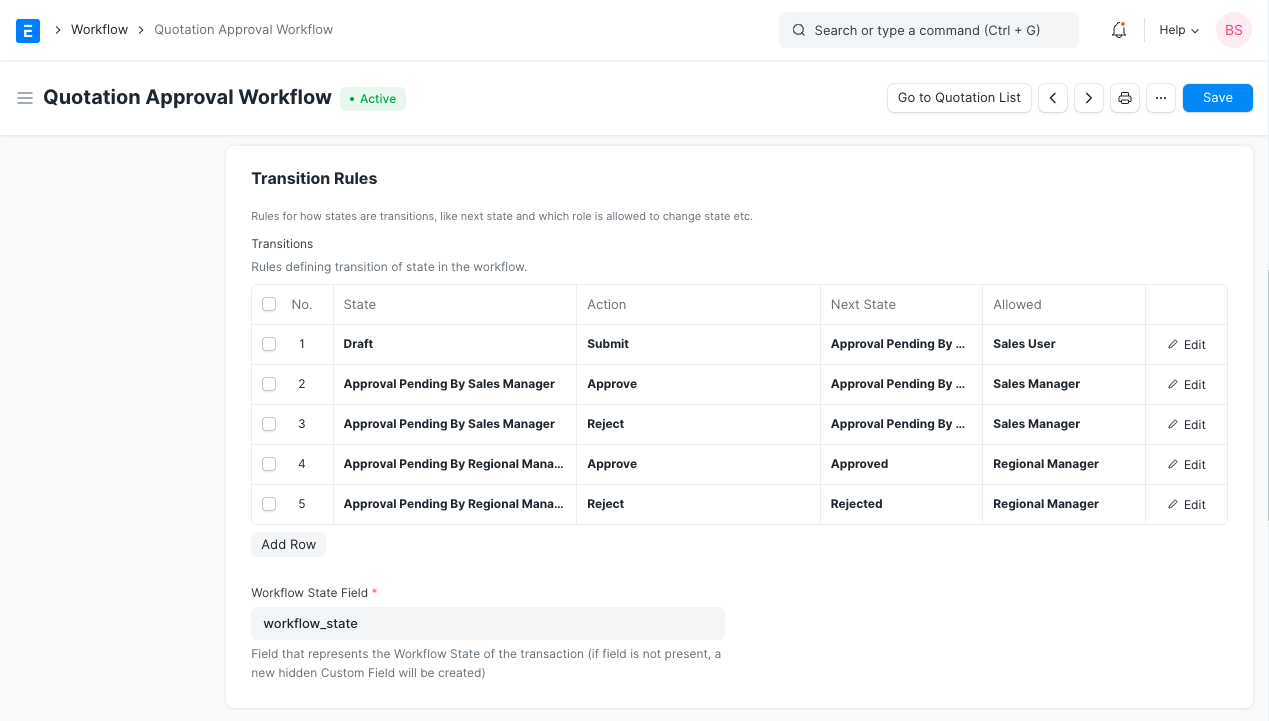 E
Workflow Quotation Approval Workflow Search or type a command (Ctrl + G) Help BS
Quotation Approval Workflow Active Go to Quotation List ... Save
Transition Rules
Rules for how states are transitions, like next state and which role is allowed to change state etc.
Transitions
Rules defining transition of state in the workflow.
No. State Action Next State Allowed
1 Draft Submit Approval Pending By ... Sales User Edit
2 Approval Pending By Sales Manager Approve Approval Pending By ... Sales Manager Edit
3 Approval Pending By Sales Manager Reject Approval Pending By ... Sales Manager Edit
4 Approval Pending By Regional Mana... Approve Approved Regional Manager Edit
5 Approval Pending By Regional Mana... Reject Rejected Regional Manager Edit
Add Row
Workflow State Field *
workflow_state
Field that represents the Workflow State of the transaction (if field is not present, a
new hidden Custom Field will be created)